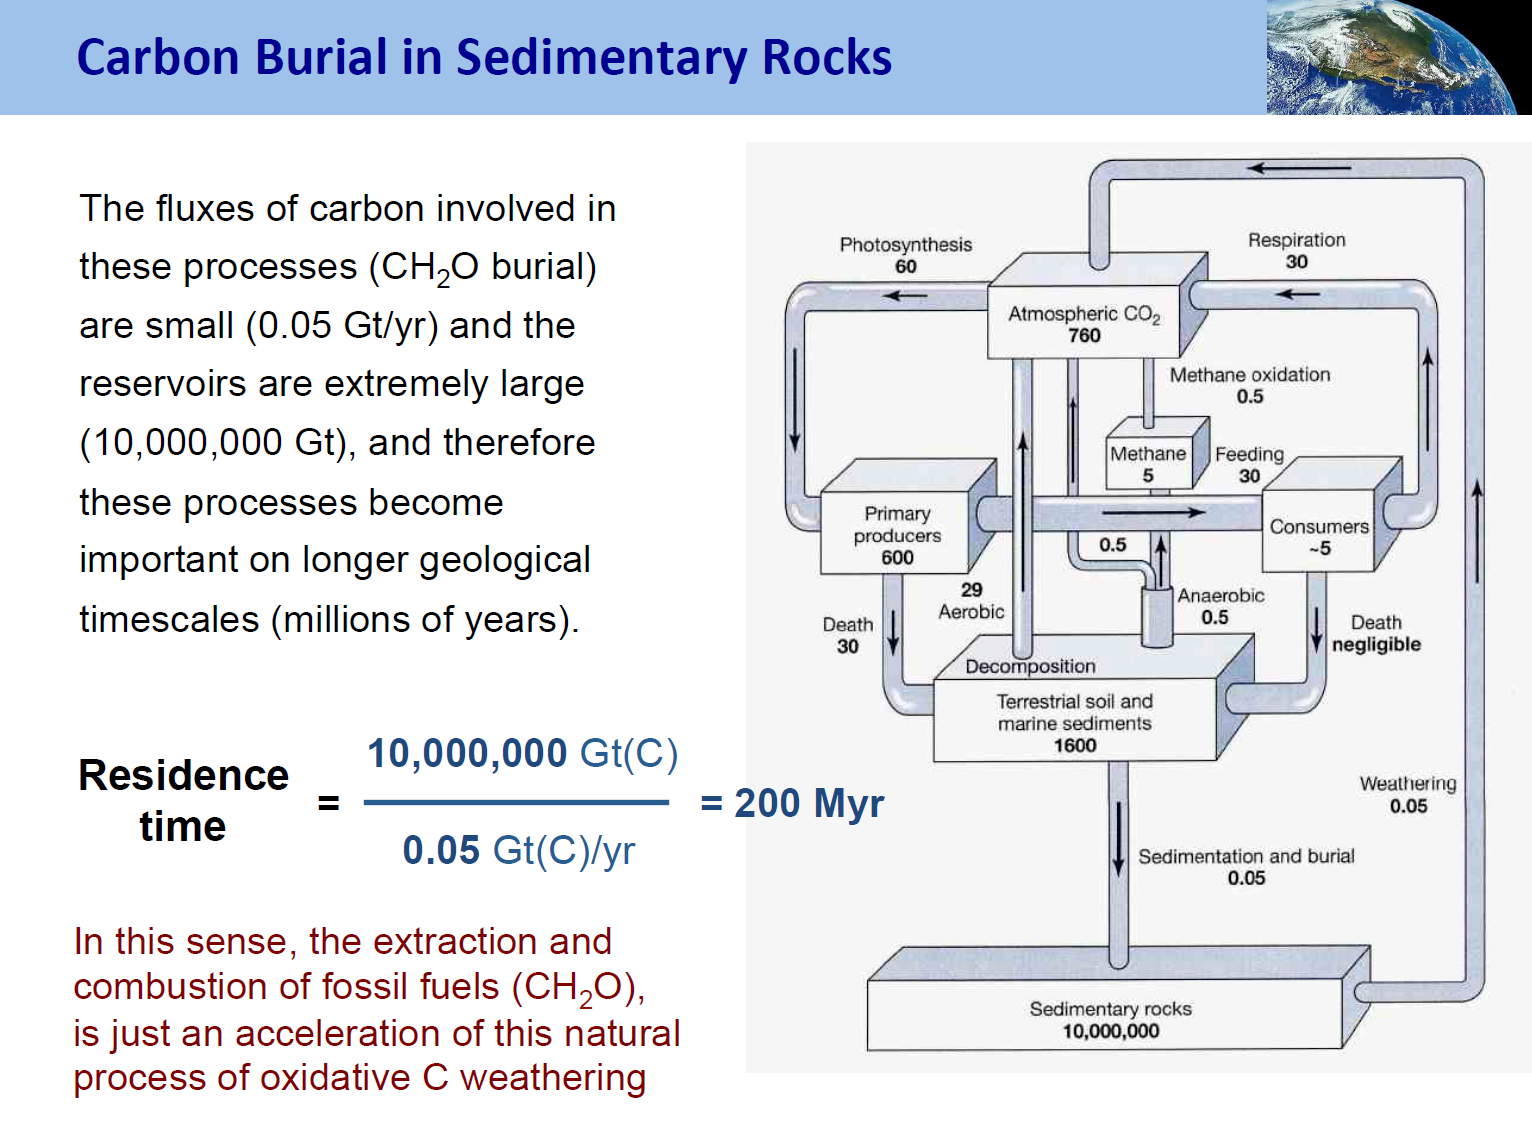 Carbon Burial in Sedimentary Rocks
The fluxes of carbon involved in
these processes (CH₂O burial)
are small (0.05 Gt/yr) and the
reservoirs are extremely large
(10,000,000 Gt), and therefore
these processes become
important on longer geological
timescales (millions of years).
Residence
time
=
10,000,000 Gt(C)
0.05 Gt(C)/yr
= 200 Myr
In this sense, the extraction and
combustion of fossil fuels (CH₂O),
is just an acceleration of this natural
process of oxidative C weathering
Photosynthesis
60
Respiration
30
Atmospheric CO₂
760
Methane oxidation
0.5
Methane
5
Feeding
30
Primary
producers
600
Consumers
~5
0.5
29
Aerobic
Anaerobic
0.5
Death
30
Death
negligible
Decomposition
Terrestrial soil and
marine sediments
1600
Weathering
0.05
Sedimentation and burial
0.05
Sedimentary rocks
10,000,000